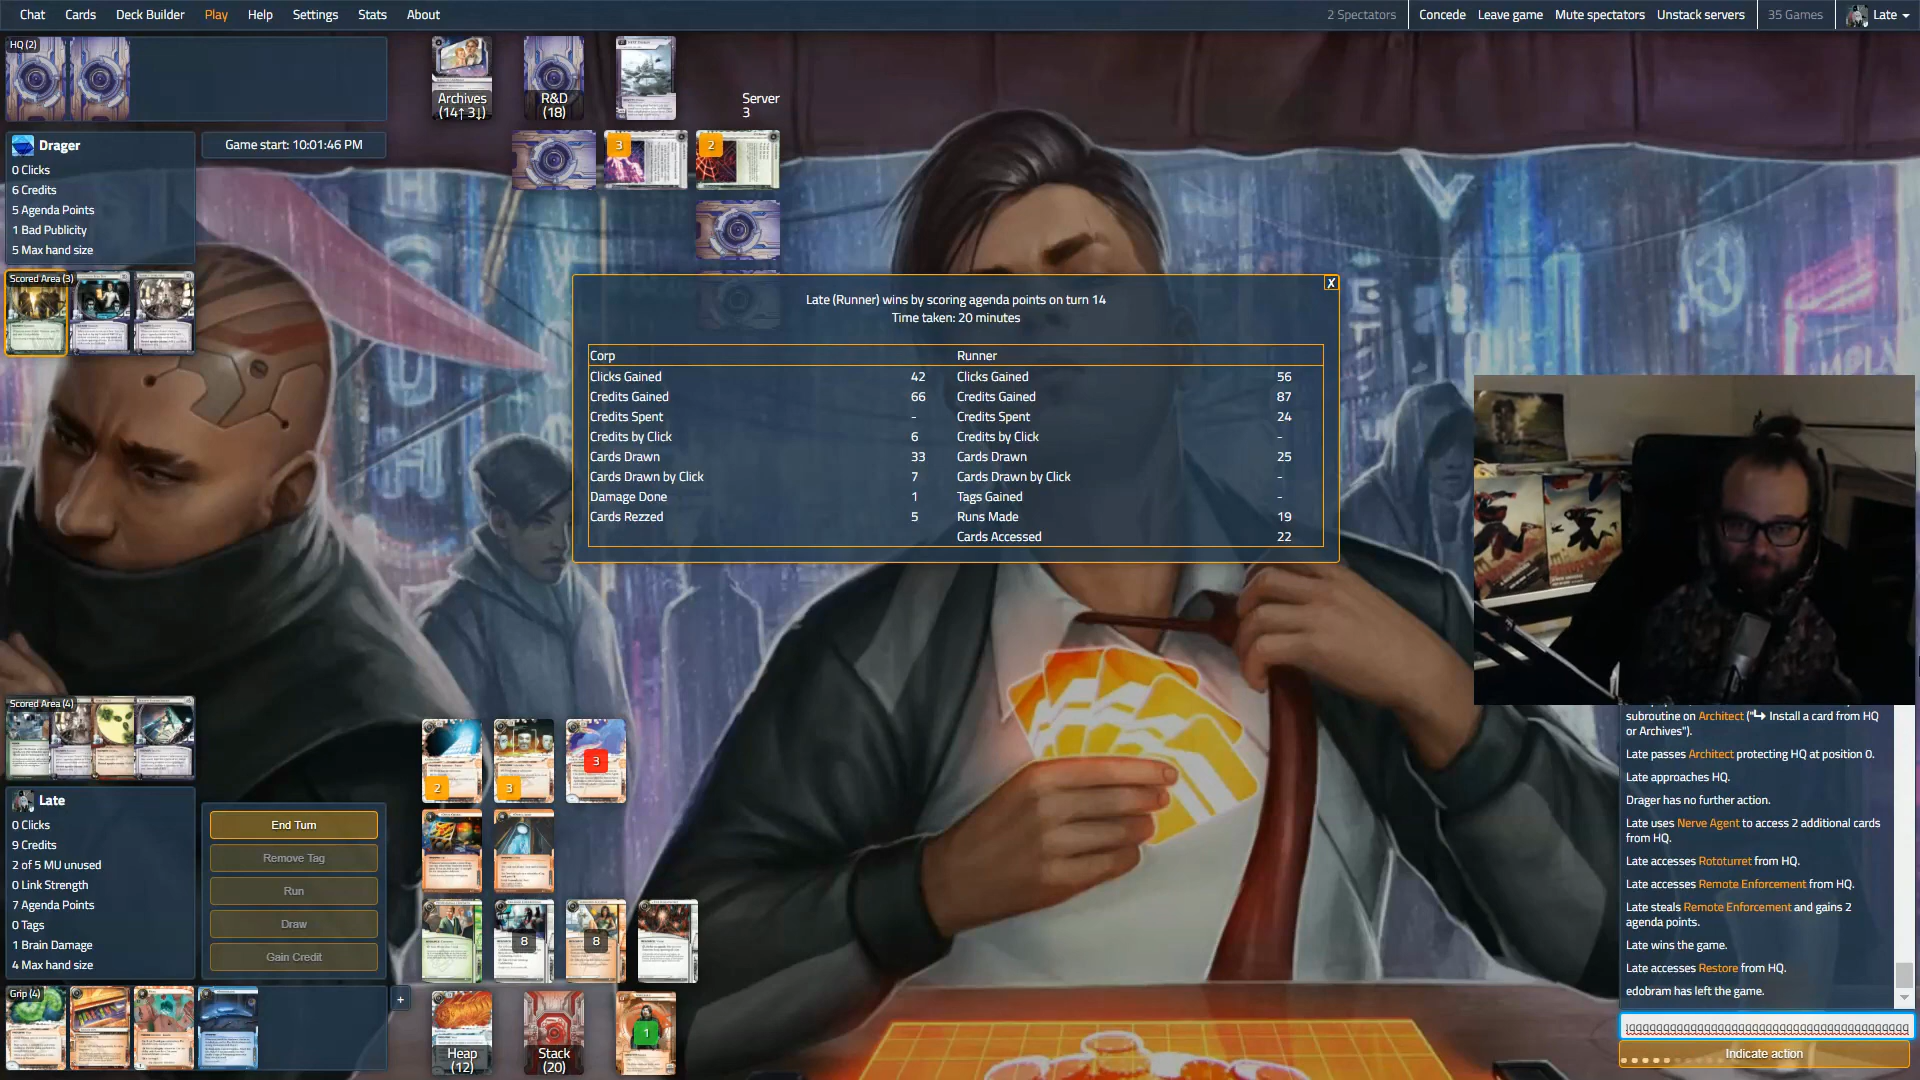 Chat Cards Deck Builder Play Help Settings Stats About
2 Spectators Concede Leave game Mute spectators Unstack servers 35 Games Late
HQ (2)
Archives
(14↑ 3↓)
R&D
(18)
Server
3
Drager
0 Clicks
6 Credits
5 Agenda Points
1 Bad Publicity
5 Max hand size
Game start: 10:01:46 PM
3
2
Scored Area (3)
X
Late (Runner) wins by scoring agenda points on turn 14
Time taken: 20 minutes
Corp Runner
Clicks Gained 42 Clicks Gained 56
Credits Gained 66 Credits Gained 87
Credits Spent - Credits Spent 24
Credits by Click 6 Credits by Click -
Cards Drawn 33 Cards Drawn 25
Cards Drawn by Click 7 Cards Drawn by Click -
Damage Done 1 Tags Gained -
Cards Rezzed 5 Runs Made 19
Cards Accessed 22
Scored Area (4)
Late
0 Clicks
9 Credits
2 of 5 MU unused
0 Link Strength
7 Agenda Points
0 Tags
1 Brain Damage
4 Max hand size
End Turn
Remove Tag
Run
Draw
Gain Credit
2
3
3
8
8
Grip (4)
+
Heap
(12)
Stack
(20)
1
subroutine on Architect ("↳ Install a card from HQ
or Archives").
Late passes Architect protecting HQ at position 0.
Late approaches HQ.
Drager has no further action.
Late uses Nerve Agent to access 2 additional cards
from HQ.
Late accesses Rototurret from HQ.
Late accesses Remote Enforcement from HQ.
Late steals Remote Enforcement and gains 2
agenda points.
Late wins the game.
Late accesses Restore from HQ.
edobram has left the game.
Indicate action